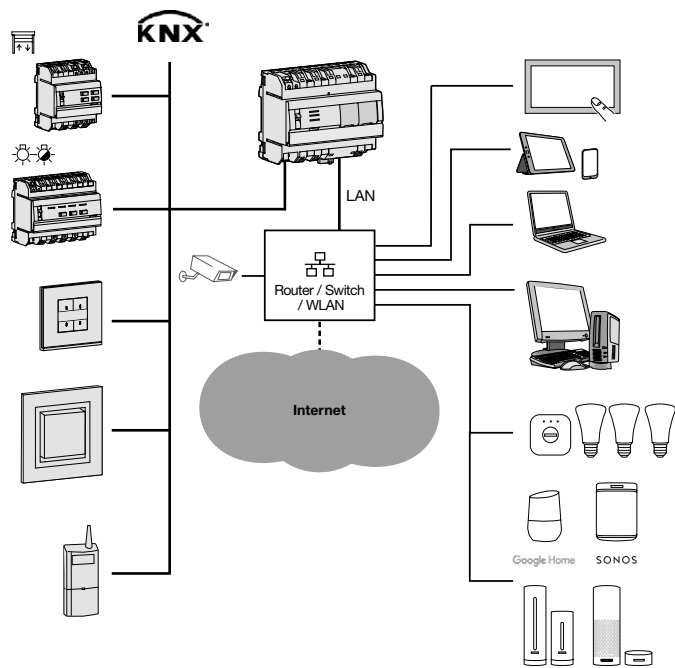 KNX®
LAN
Router / Switch
/ WLAN
Internet
Google Home
SONOS